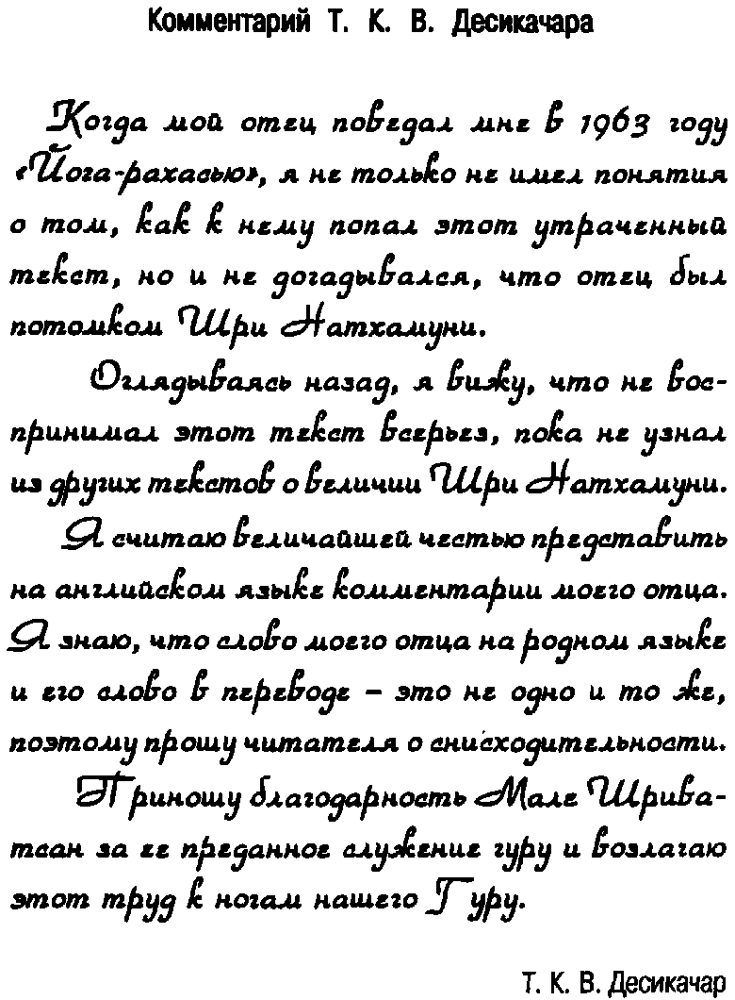 Комментарий Т. К. В. Десикачара
Когда мой отец поведал мне в 1963 году
«Йога-рахасью», я не только не имел понятия
о том, как к нему попал этот утраченный
текст, но и не догадывался, что отец был
потомком Шри Натхамуни.
Оглядываясь назад, я вижу, что не вос-
принимал этот текст всерьез, пока не узнал
из других текстов о величии Шри Натхамуни.
Я считаю величайшей честью представить
на английском языке комментарии моего отца.
Я знаю, что слово моего отца на родном языке
и его слово в переводе – это не одно и то же,
поэтому прошу читателя о снисходительности.
Приношу благодарность Мале Шрива-
тсан за ее преданное служение гуру и возлагаю
этот труд к ногам нашего Гуру.
Т. К. В. Десикачар